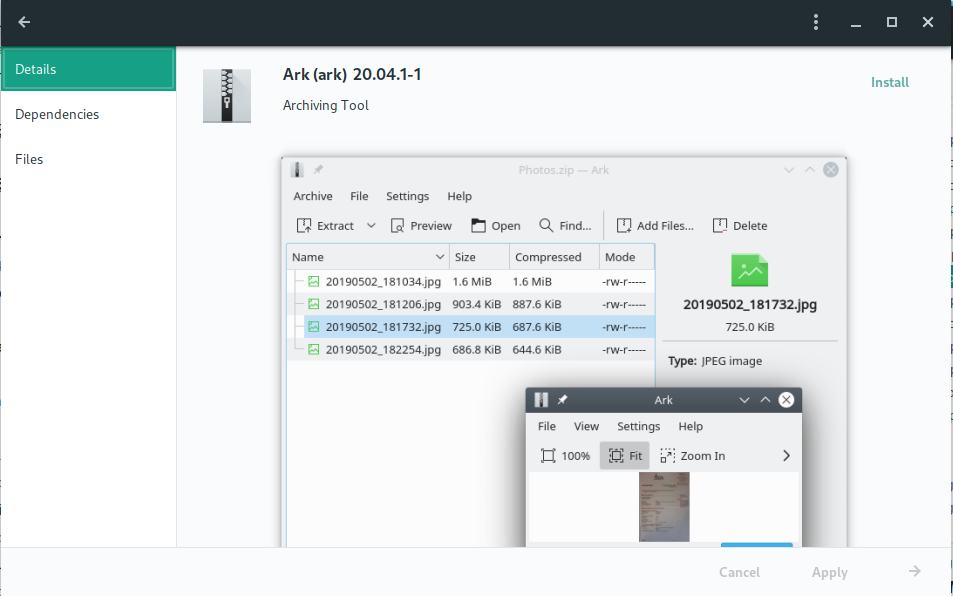 Details
Dependencies
Files
Ark (ark) 20.04.1-1
Archiving Tool
Install
Photos.zip — Ark
Archive File Settings Help
Extract Preview Open Find... Add Files... Delete
Name Size Compressed Mode
20190502_181034.jpg 1.6 MiB 1.6 MiB -rw-r-----
20190502_181206.jpg 903.4 KiB 887.6 KiB -rw-r-----
20190502_181732.jpg 725.0 KiB 687.6 KiB -rw-r-----
20190502_182254.jpg 686.8 KiB 644.6 KiB -rw-r-----
20190502_181732.jpg
725.0 KiB
Type: JPEG image
Ark
File View Settings Help
100% Fit Zoom In
Cancel Apply